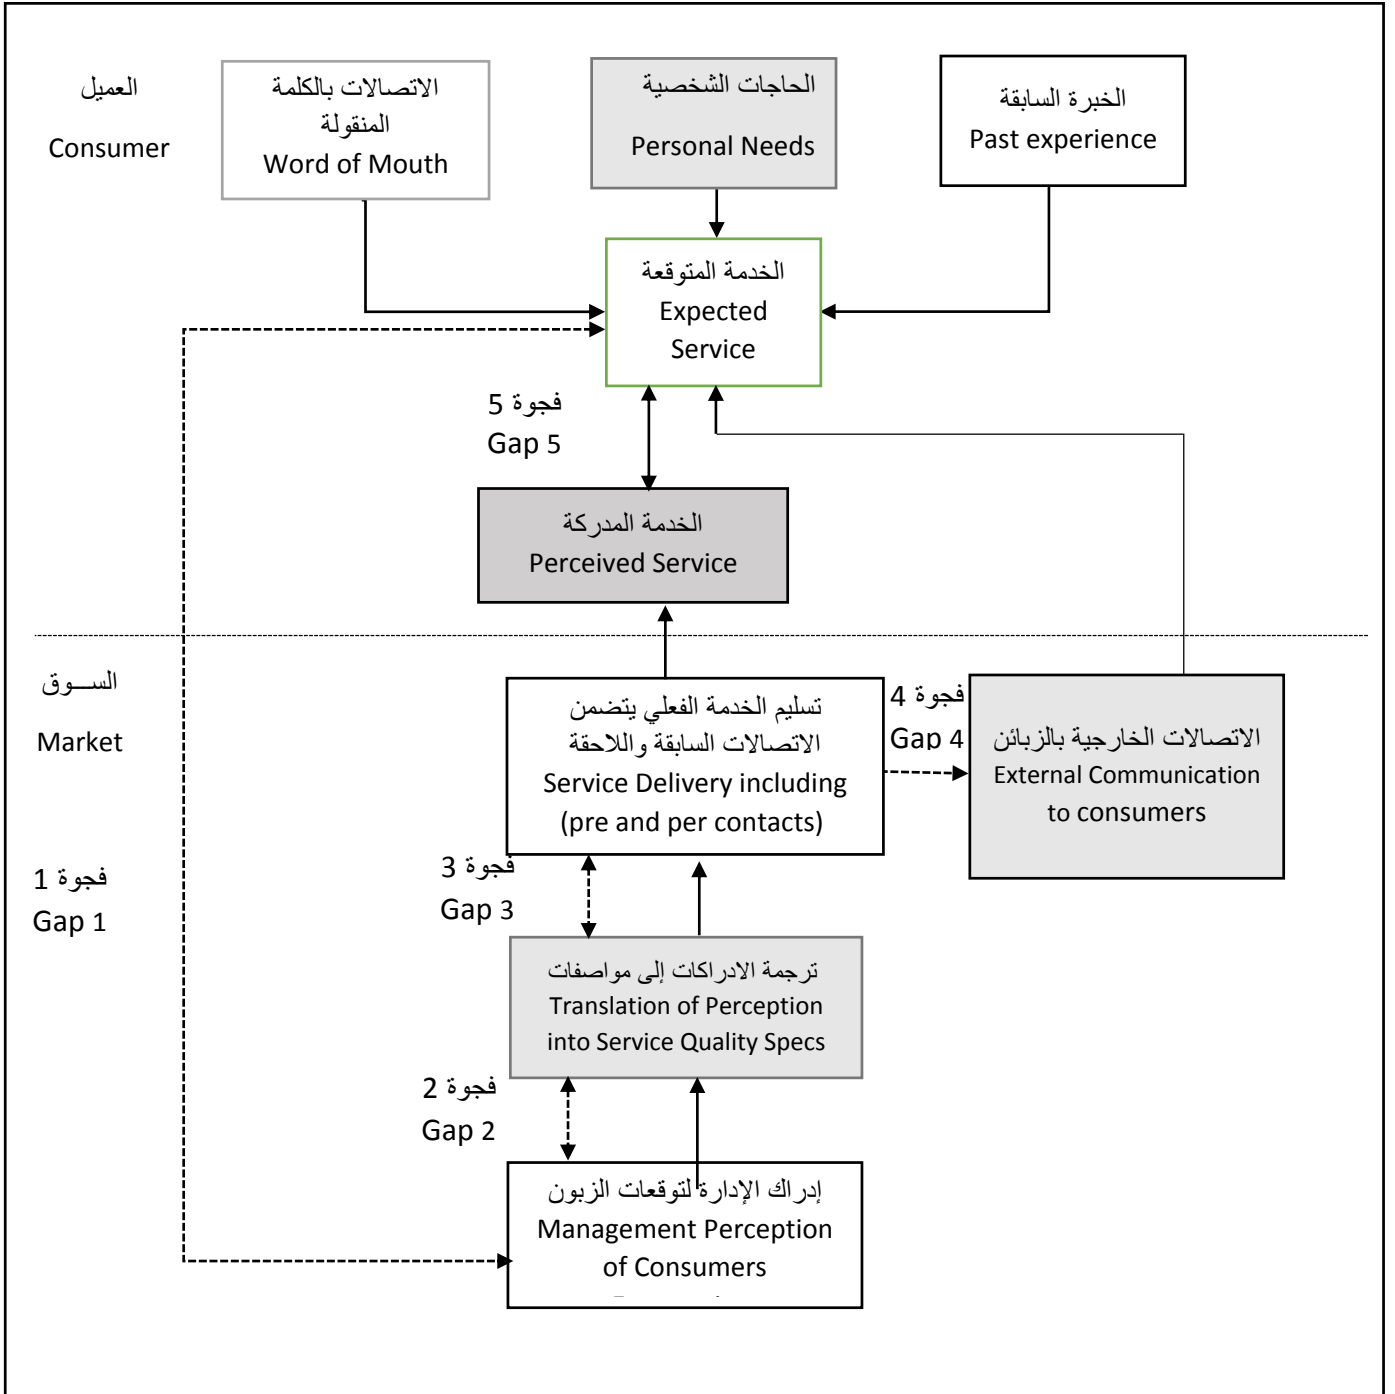 العميل
Consumer
الاتصالات بالكلمة
المنقولة
Word of Mouth
الحاجات الشخصية
Personal Needs
الخبرة السابقة
Past experience
الخدمة المتوقعة
Expected
Service
فجوة 5
Gap 5
الخدمة المدركة
Perceived Service
الســوق
Market
تسليم الخدمة الفعلي يتضمن
الاتصالات السابقة واللاحقة
Service Delivery including
(pre and per contacts)
فجوة 4
Gap 4
الاتصالات الخارجية بالزبائن
External Communication
to consumers
فجوة 1
Gap 1
فجوة 3
Gap 3
ترجمة الادراكات إلى مواصفات
Translation of Perception
into Service Quality Specs
فجوة 2
Gap 2
إدراك الإدارة لتوقعات الزبون
Management Perception
of Consumers